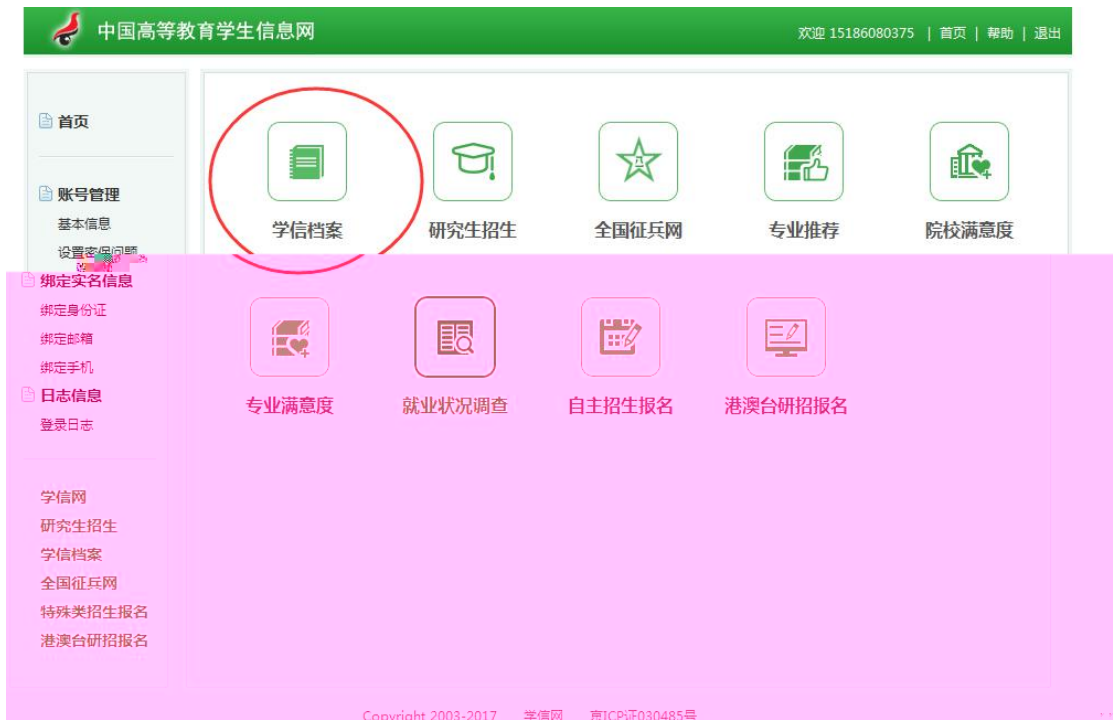 中国高等教育学生信息网
欢迎 15186080375 | 首页 | 帮助 | 退出
首页
账号管理
基本信息
设置密保问题
绑定实名信息
绑定身份证
绑定邮箱
绑定手机
日志信息
登录日志
学信网
研究生招生
学信档案
全国征兵网
特殊类招生报名
港澳台研招报名
学信档案 研究生招生 全国征兵网 专业推荐 院校满意度
专业满意度 就业状况调查 自主招生报名 港澳台研招报名
Copyright 2003-2017 学信网 京ICP证030485号